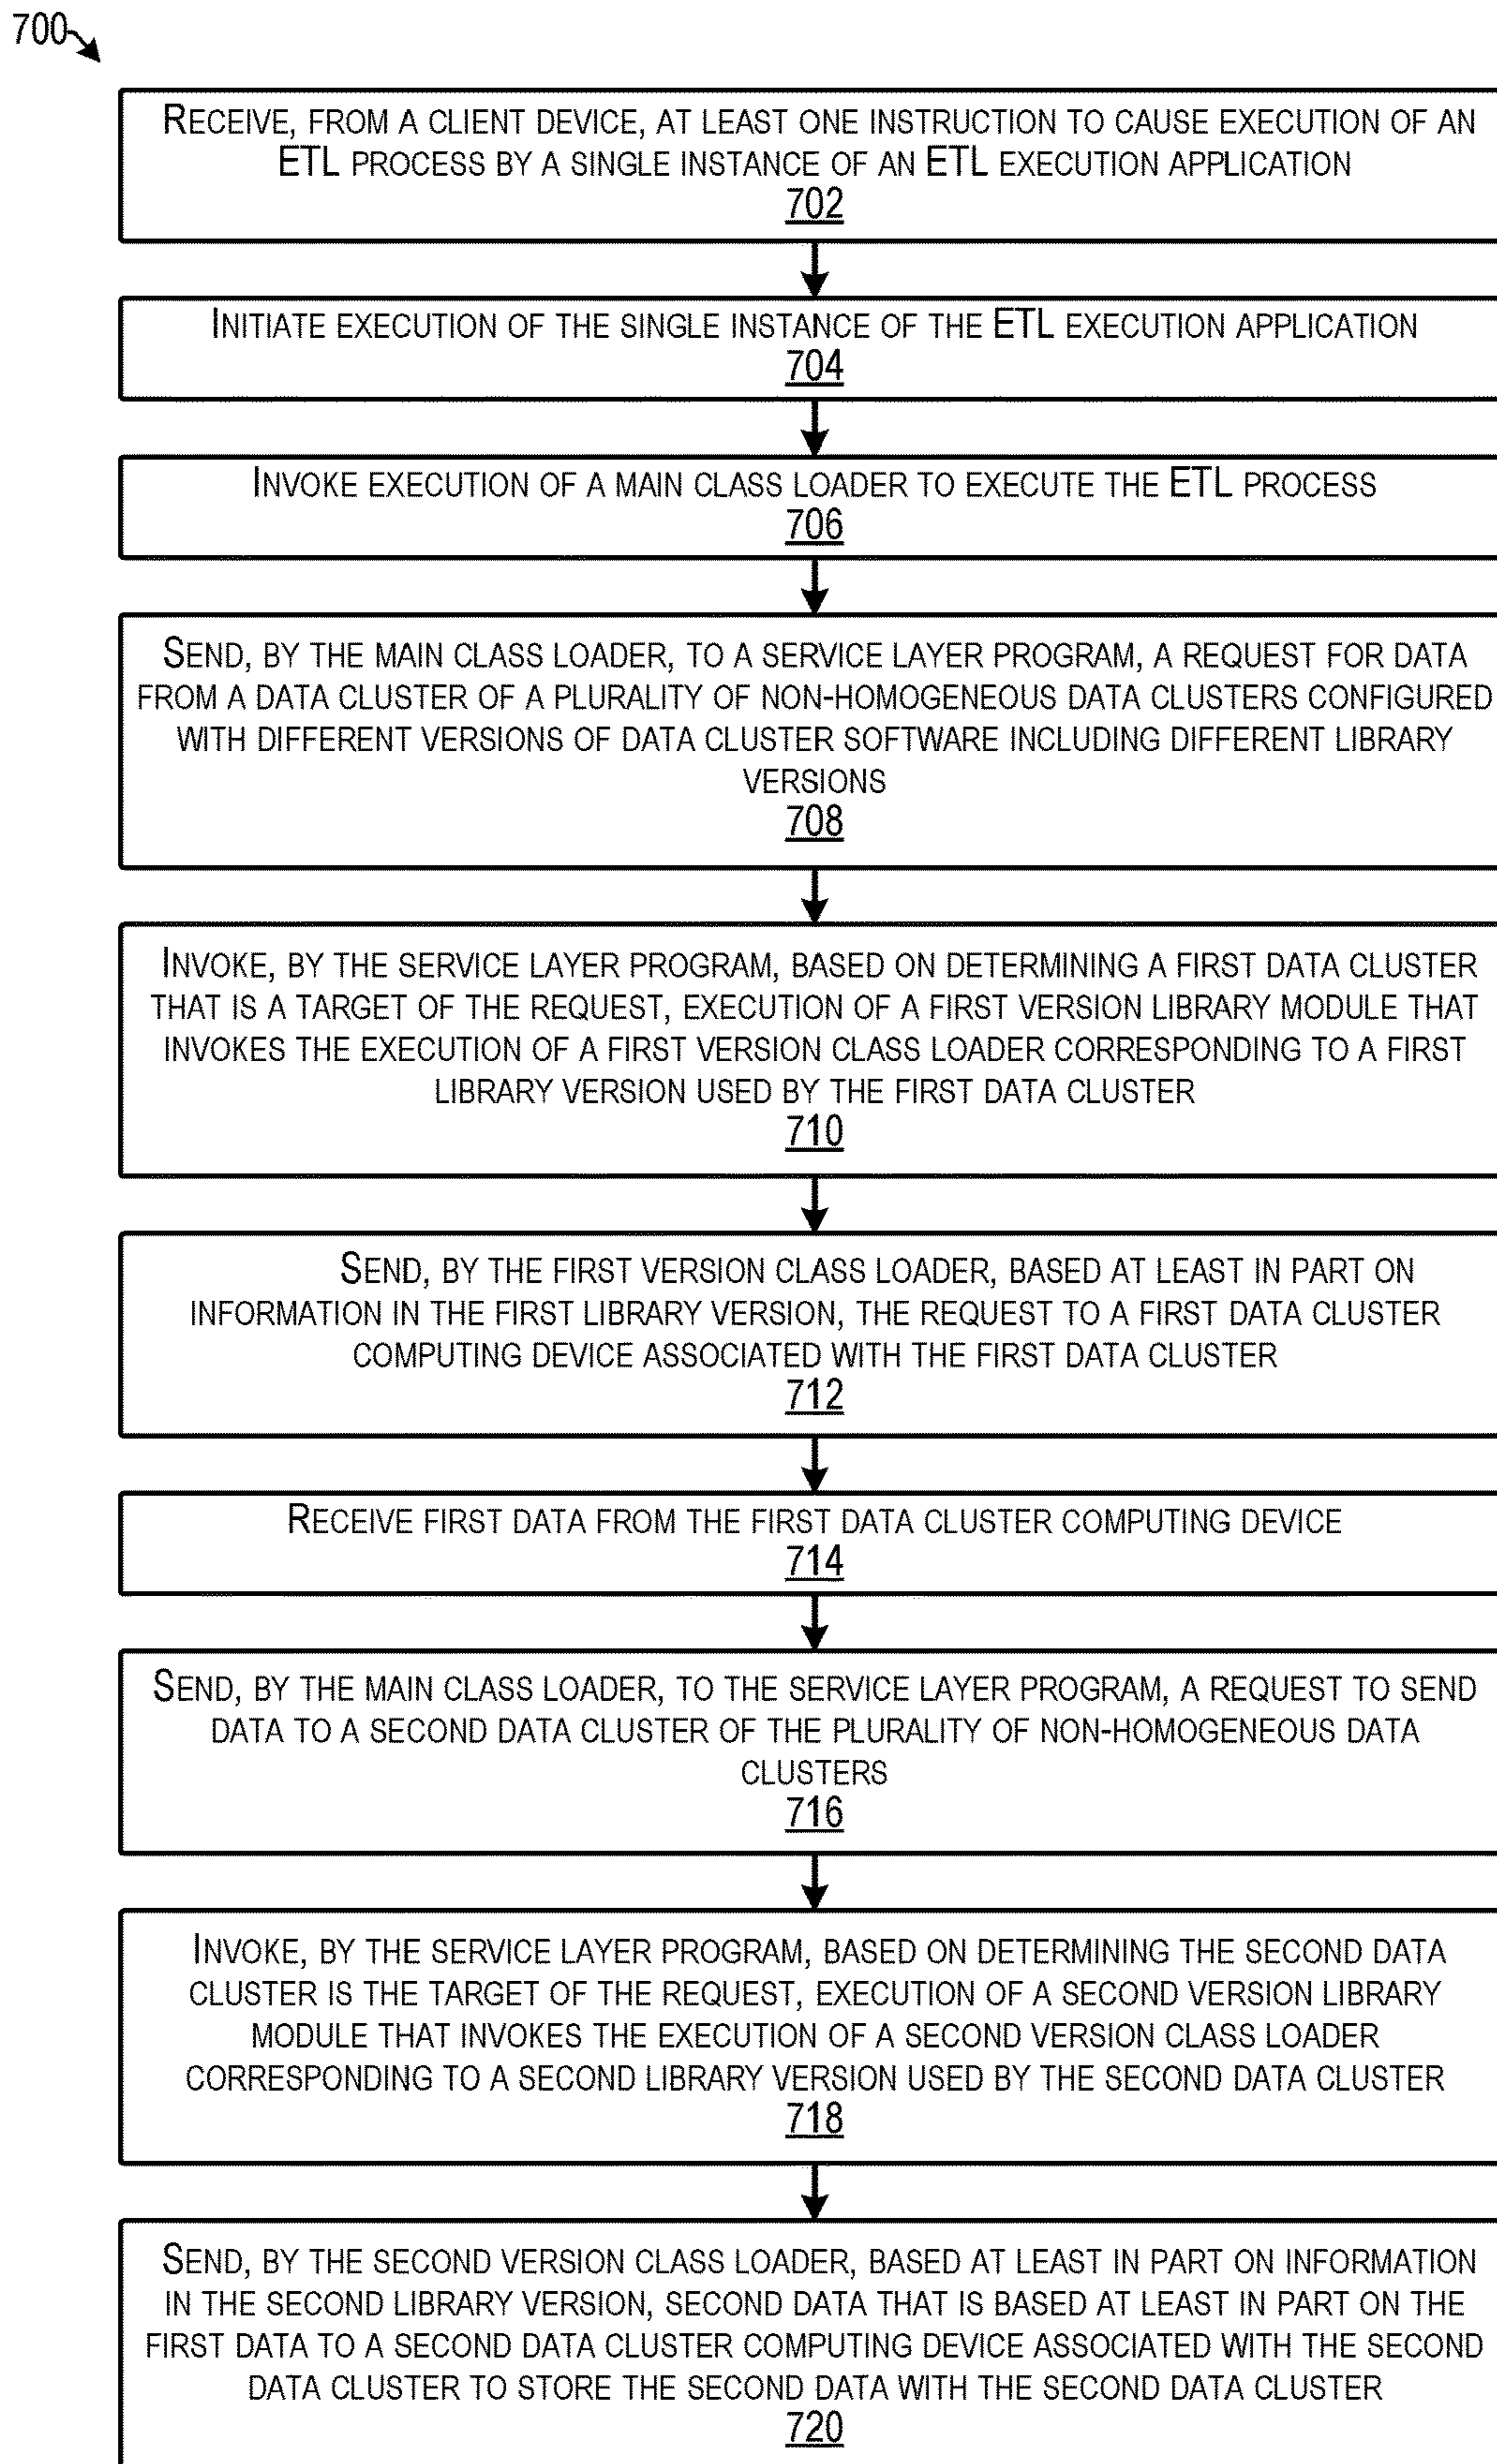 700
RECEIVE, FROM A CLIENT DEVICE, AT LEAST ONE INSTRUCTION TO CAUSE EXECUTION OF AN
ETL PROCESS BY A SINGLE INSTANCE OF AN ETL EXECUTION APPLICATION
702
INITIATE EXECUTION OF THE SINGLE INSTANCE OF THE ETL EXECUTION APPLICATION
704
INVOKE EXECUTION OF A MAIN CLASS LOADER TO EXECUTE THE ETL PROCESS
706
SEND, BY THE MAIN CLASS LOADER, TO A SERVICE LAYER PROGRAM, A REQUEST FOR DATA
FROM A DATA CLUSTER OF A PLURALITY OF NON-HOMOGENEOUS DATA CLUSTERS CONFIGURED
WITH DIFFERENT VERSIONS OF DATA CLUSTER SOFTWARE INCLUDING DIFFERENT LIBRARY
VERSIONS
708
INVOKE, BY THE SERVICE LAYER PROGRAM, BASED ON DETERMINING A FIRST DATA CLUSTER
THAT IS A TARGET OF THE REQUEST, EXECUTION OF A FIRST VERSION LIBRARY MODULE THAT
INVOKES THE EXECUTION OF A FIRST VERSION CLASS LOADER CORRESPONDING TO A FIRST
LIBRARY VERSION USED BY THE FIRST DATA CLUSTER
710
SEND, BY THE FIRST VERSION CLASS LOADER, BASED AT LEAST IN PART ON
INFORMATION IN THE FIRST LIBRARY VERSION, THE REQUEST TO A FIRST DATA CLUSTER
COMPUTING DEVICE ASSOCIATED WITH THE FIRST DATA CLUSTER
712
RECEIVE FIRST DATA FROM THE FIRST DATA CLUSTER COMPUTING DEVICE
714
SEND, BY THE MAIN CLASS LOADER, TO THE SERVICE LAYER PROGRAM, A REQUEST TO SEND
DATA TO A SECOND DATA CLUSTER OF THE PLURALITY OF NON-HOMOGENEOUS DATA
CLUSTERS
716
INVOKE, BY THE SERVICE LAYER PROGRAM, BASED ON DETERMINING THE SECOND DATA
CLUSTER IS THE TARGET OF THE REQUEST, EXECUTION OF A SECOND VERSION LIBRARY
MODULE THAT INVOKES THE EXECUTION OF A SECOND VERSION CLASS LOADER
CORRESPONDING TO A SECOND LIBRARY VERSION USED BY THE SECOND DATA CLUSTER
718
SEND, BY THE SECOND VERSION CLASS LOADER, BASED AT LEAST IN PART ON INFORMATION
IN THE SECOND LIBRARY VERSION, SECOND DATA THAT IS BASED AT LEAST IN PART ON THE
FIRST DATA TO A SECOND DATA CLUSTER COMPUTING DEVICE ASSOCIATED WITH THE SECOND
DATA CLUSTER TO STORE THE SECOND DATA WITH THE SECOND DATA CLUSTER
720